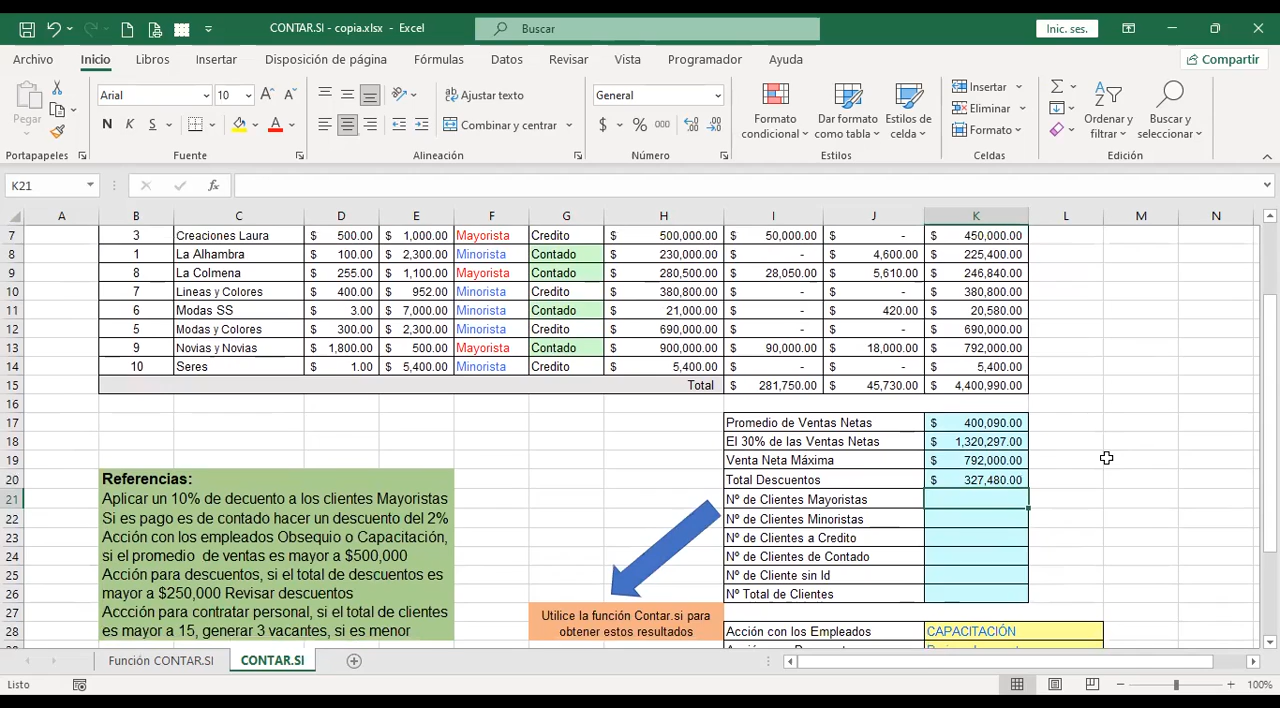 CONTAR.SI - copia.xlsx - Excel
Buscar
Inic. ses.
Archivo Inicio Libros Insertar Disposición de página Fórmulas Datos Revisar Vista Programador Ayuda Compartir
Pegar
Arial 10
N K S
Ajustar texto
Combinar y centrar
General
$ % 000
Formato condicional
Dar formato como tabla
Estilos de celda
Insertar
Eliminar
Formato
Ordenar y filtrar
Buscar y seleccionar
Portapapeles Fuente Alineación Número Estilos Celdas Edición
K21 fx
A B C D E F G H I J K L M N
7 3 Creaciones Laura $ 500.00 $ 1,000.00 Mayorista Credito $ 500,000.00 $ 50,000.00 $ - $ 450,000.00
8 1 La Alhambra $ 100.00 $ 2,300.00 Minorista Contado $ 230,000.00 $ - $ 4,600.00 $ 225,400.00
9 8 La Colmena $ 255.00 $ 1,100.00 Mayorista Contado $ 280,500.00 $ 28,050.00 $ 5,610.00 $ 246,840.00
10 7 Lineas y Colores $ 400.00 $ 952.00 Minorista Credito $ 380,800.00 $ - $ - $ 380,800.00
11 6 Modas SS $ 3.00 $ 7,000.00 Minorista Contado $ 21,000.00 $ - $ 420.00 $ 20,580.00
12 5 Modas y Colores $ 300.00 $ 2,300.00 Minorista Credito $ 690,000.00 $ - $ - $ 690,000.00
13 9 Novias y Novias $ 1,800.00 $ 500.00 Mayorista Contado $ 900,000.00 $ 90,000.00 $ 18,000.00 $ 792,000.00
14 10 Seres $ 1.00 $ 5,400.00 Minorista Credito $ 5,400.00 $ - $ - $ 5,400.00
15 Total $ 281,750.00 $ 45,730.00 $ 4,400,990.00
16
17 Promedio de Ventas Netas $ 400,090.00
18 El 30% de las Ventas Netas $ 1,320,297.00
19 Venta Neta Máxima $ 792,000.00
20 Referencias: Total Descuentos $ 327,480.00
21 Aplicar un 10% de decuento a los clientes Mayoristas Nº de Clientes Mayoristas
22 Si es pago es de contado hacer un descuento del 2% Nº de Clientes Minoristas
23 Acción con los empleados Obsequio o Capacitación, Nº de Clientes a Credito
24 si el promedio de ventas es mayor a $500,000 Nº de Clientes de Contado
25 Acción para descuentos, si el total de descuentos es Nº de Cliente sin Id
26 mayor a $250,000 Revisar descuentos Nº Total de Clientes
27 Accción para contratar personal, si el total de clientes Utilice la función Contar.si para
28 es mayor a 15, generar 3 vacantes, si es menor obtener estos resultados Acción con los Empleados CAPACITACIÓN
Función CONTAR.SI CONTAR.SI
Listo 100%